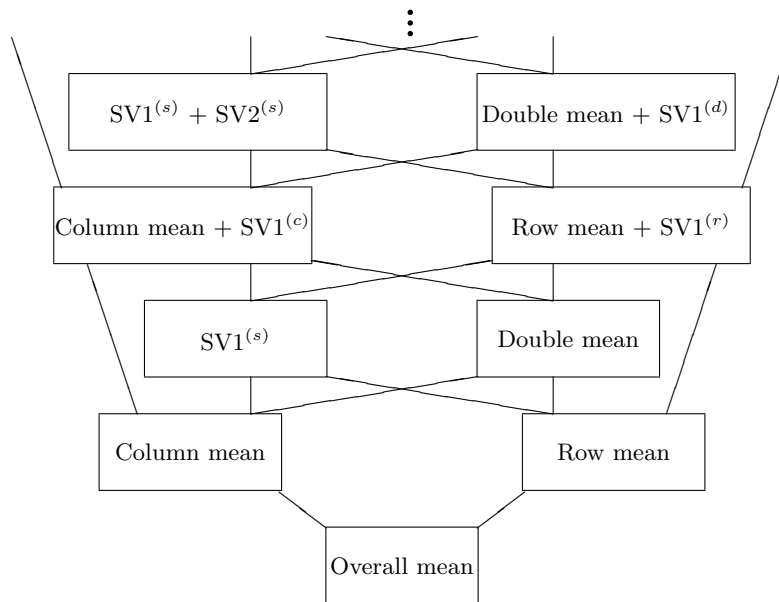 ⋮
SV1^(s) + SV2^(s)
Double mean + SV1^(d)
Column mean + SV1^(c)
Row mean + SV1^(r)
SV1^(s)
Double mean
Column mean
Row mean
Overall mean